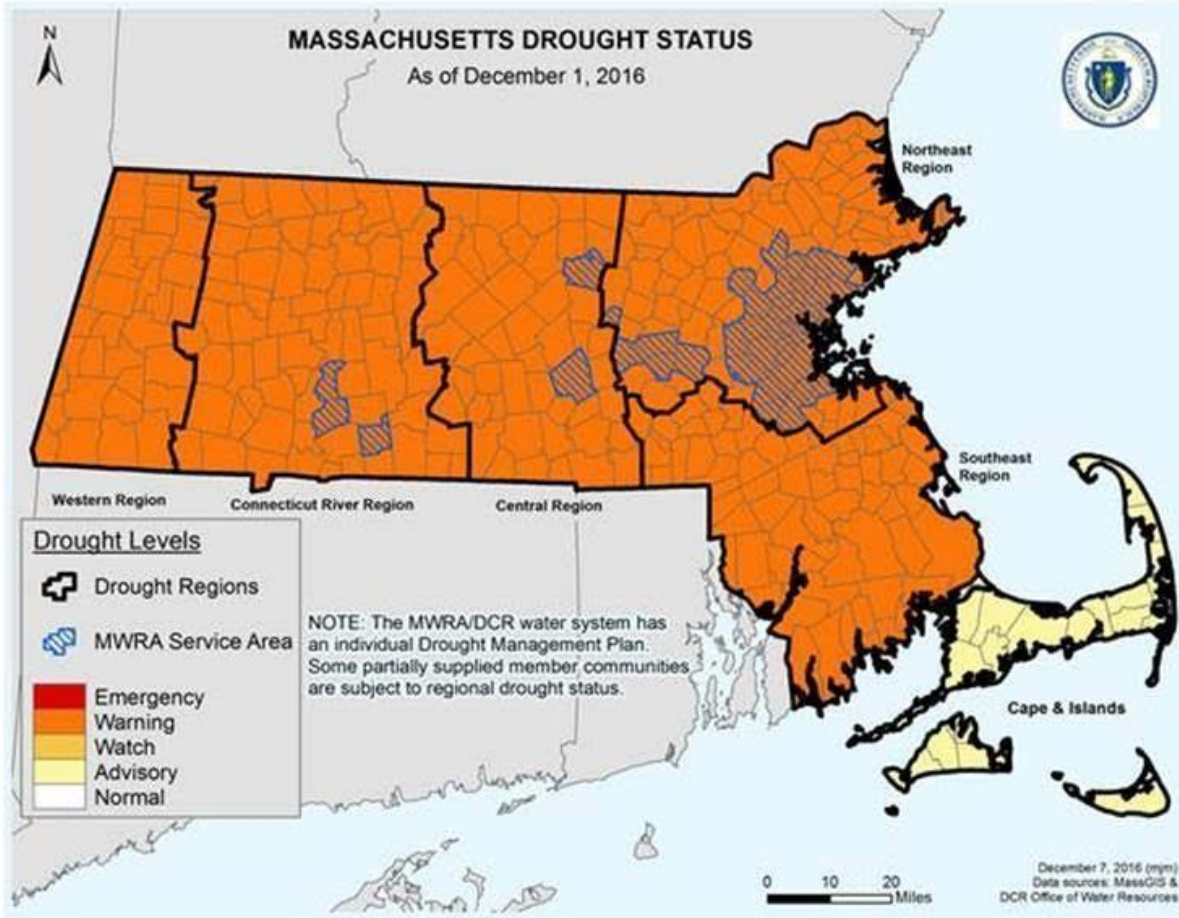 N
MASSACHUSETTS DROUGHT STATUS
As of December 1, 2016
Northeast
Region
Southeast
Region
Western Region
Connecticut River Region
Central Region
Cape & Islands
Drought Levels
Drought Regions
MWRA Service Area
Emergency
Warning
Watch
Advisory
Normal
NOTE: The MWRA/DCR water system has
an individual Drought Management Plan.
Some partially supplied member communities
are subject to regional drought status.
0 10 20
Miles
December 7, 2016 (mjm)
Data sources: MassGIS &
DCR Office of Water Resources